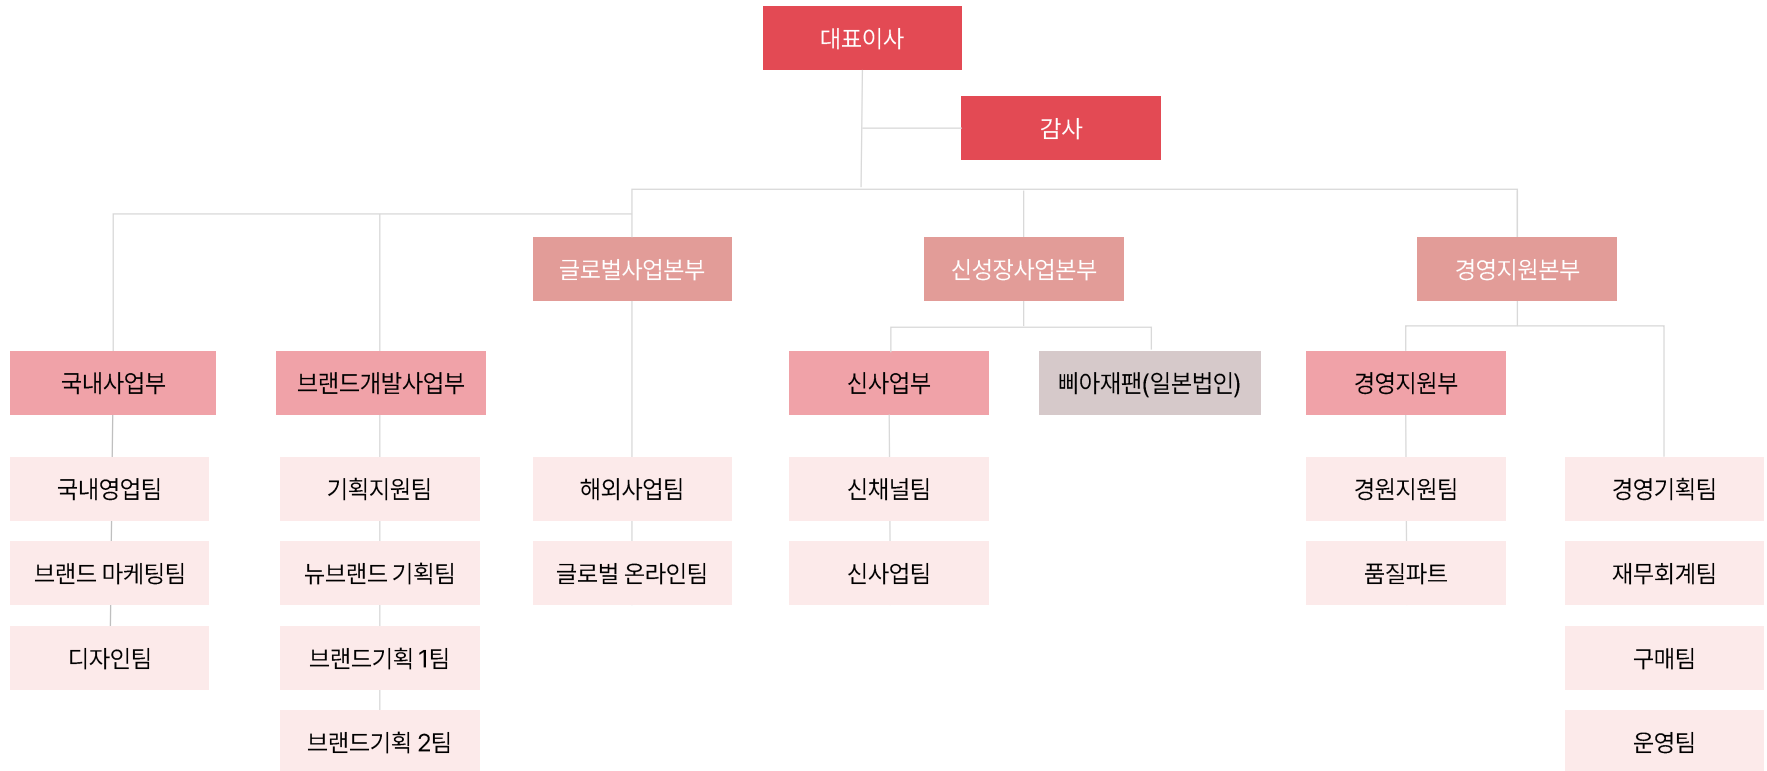 대표이사
감사
글로벌사업본부
신성장사업본부
경영지원본부
국내사업부
브랜드개발사업부
신사업부
삐아재팬(일본법인)
경영지원부
국내영업팀
기획지원팀
해외사업팀
신채널팀
경원지원팀
경영기획팀
브랜드 마케팅팀
뉴브랜드 기획팀
글로벌 온라인팀
신사업팀
품질파트
재무회계팀
디자인팀
브랜드기획 1팀
구매팀
브랜드기획 2팀
운영팀